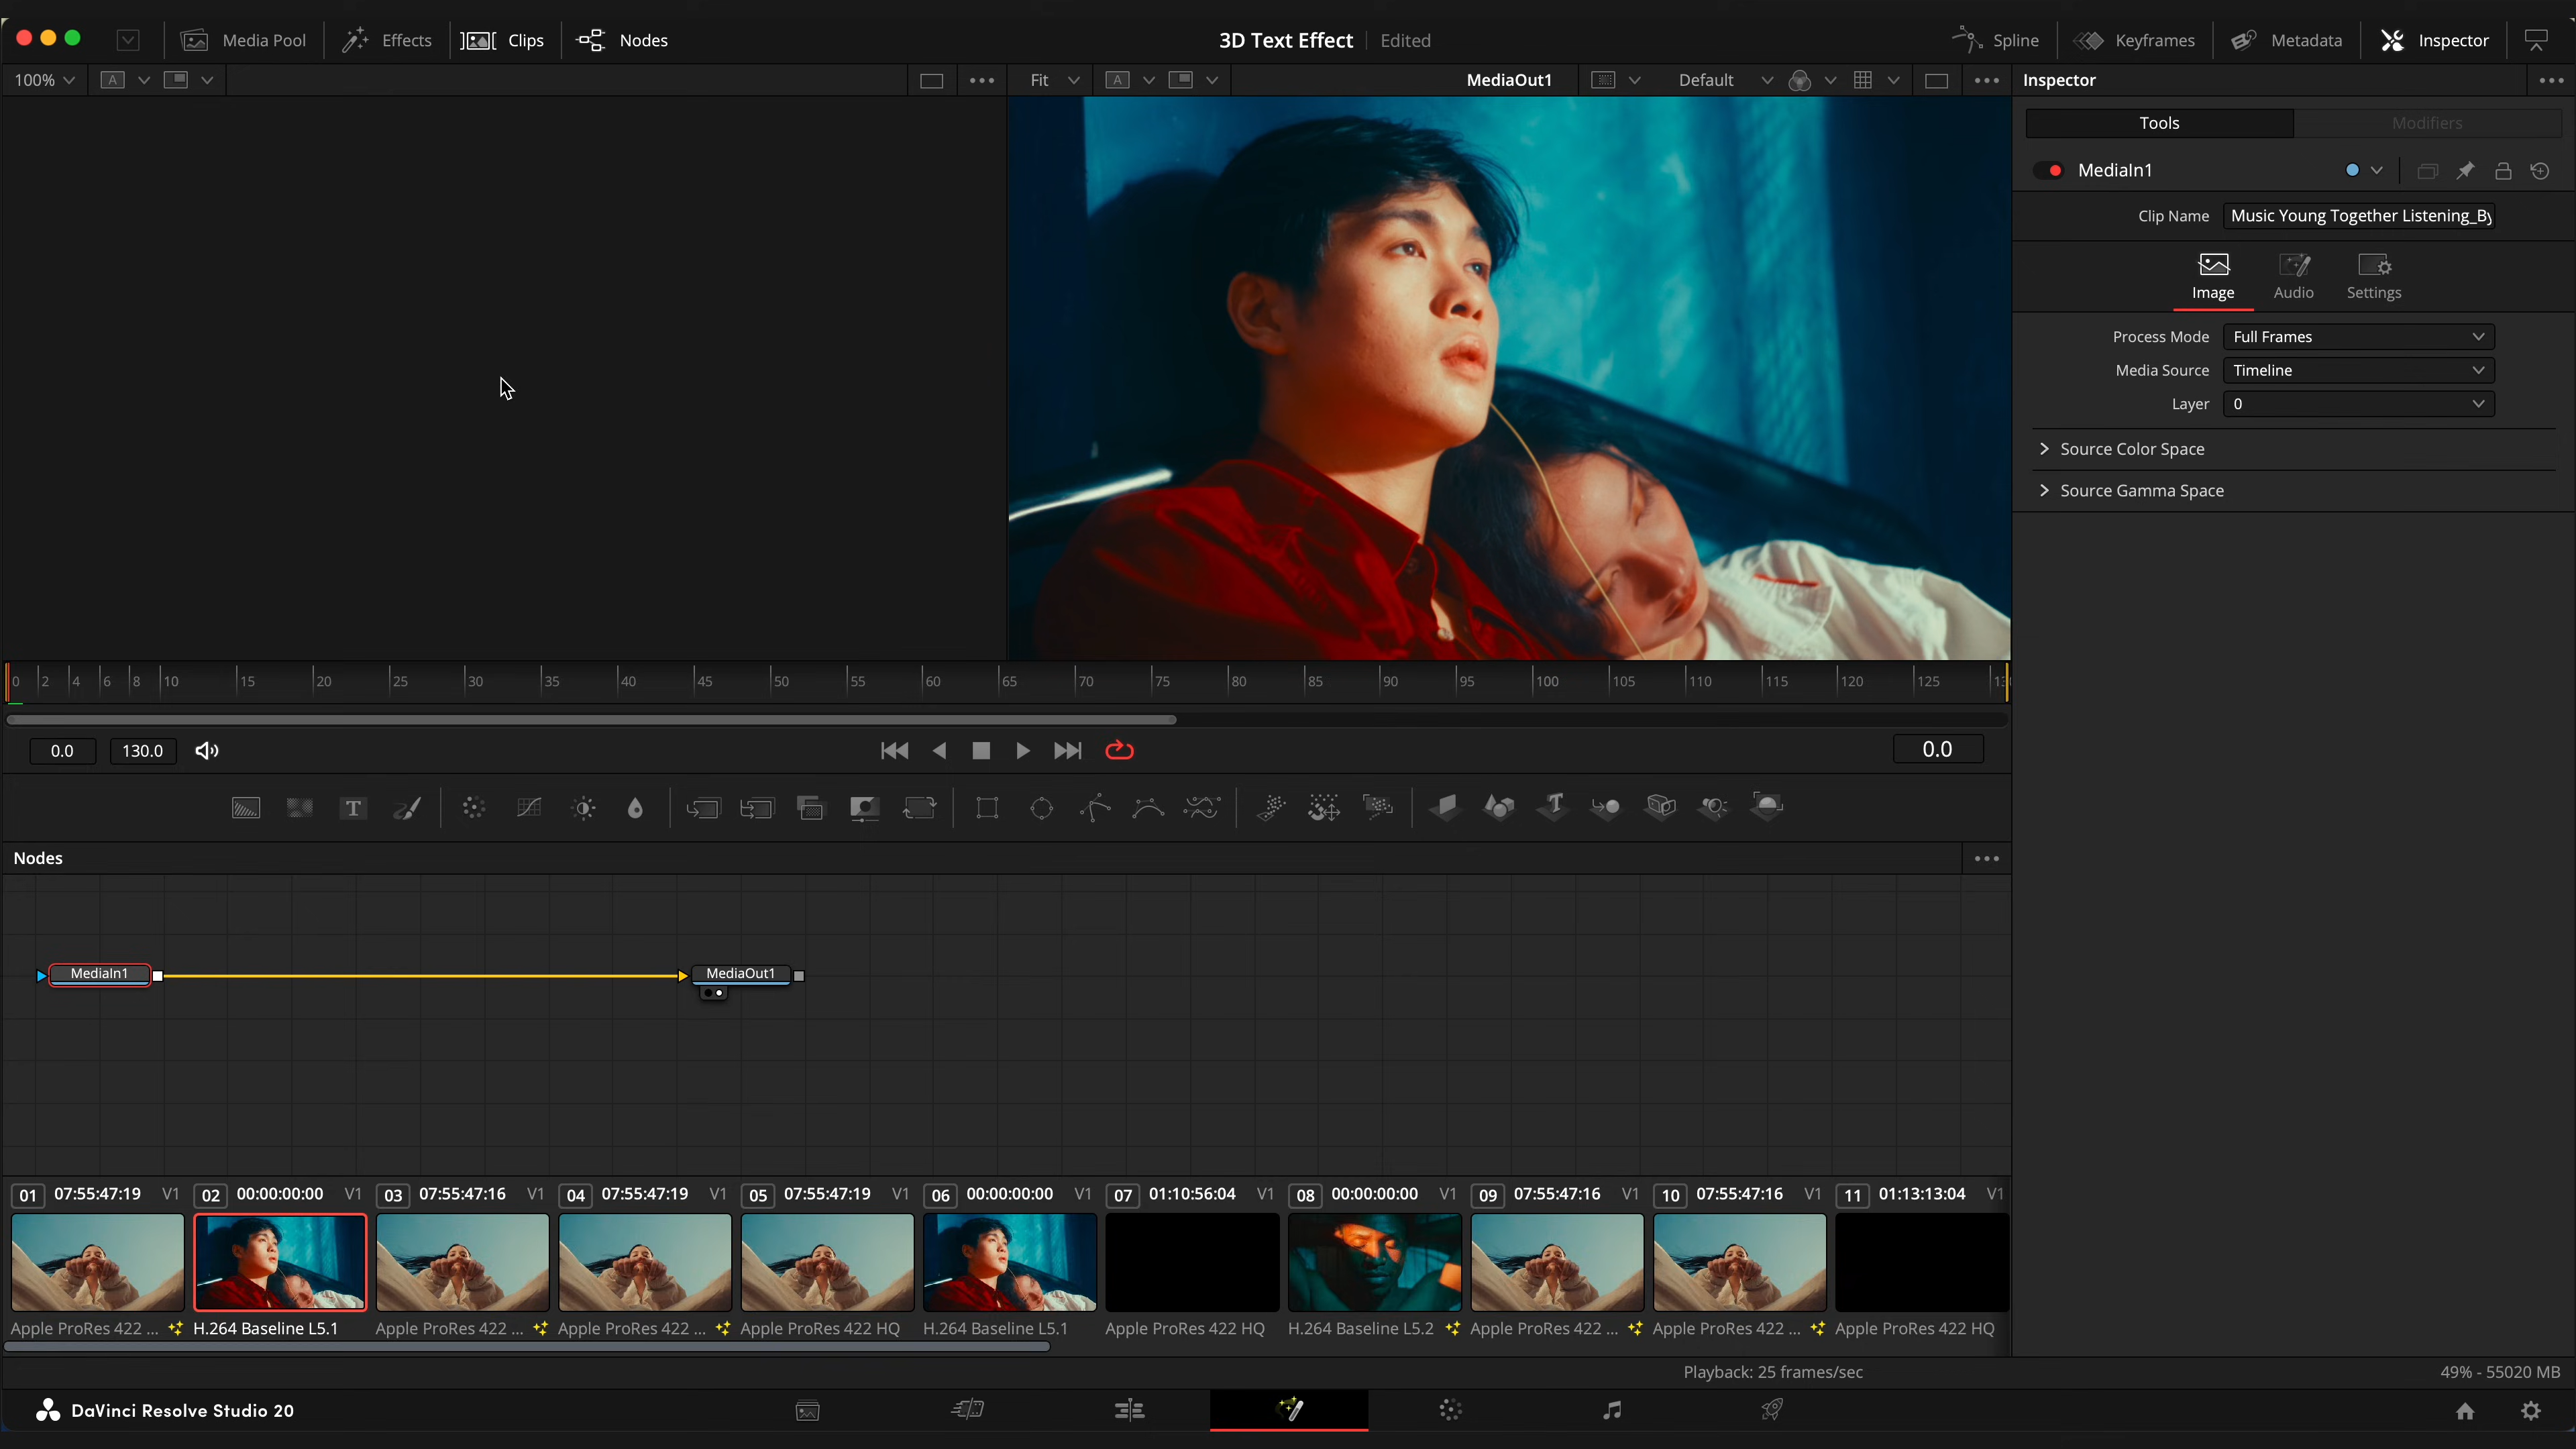 Media Pool
Effects
Clips
Nodes
3D Text Effect
Edited
Spline
Keyframes
Metadata
Inspector
100%
A
Fit
A
MediaOut1
Default
Inspector
Tools
Modifiers
MediaIn1
Clip Name
Music Young Together Listening_By
Image
Audio
Settings
Process Mode
Full Frames
Media Source
Timeline
Layer
0
Source Color Space
Source Gamma Space
0 2 4 6 8 10 15 20 25 30 35 40 45 50 55 60 65 70 75 80 85 90 95 100 105 110 115 120 125
0.0
130.0
0.0
T
T
Nodes
MediaIn1
MediaOut1
01 07:55:47:19 V1
02 00:00:00:00 V1
03 07:55:47:16 V1
04 07:55:47:19 V1
05 07:55:47:19 V1
06 00:00:00:00 V1
07 01:10:56:04 V1
08 00:00:00:00 V1
09 07:55:47:16 V1
10 07:55:47:16 V1
11 01:13:13:04 V1
Apple ProRes 422 ...
H.264 Baseline L5.1
Apple ProRes 422 ...
Apple ProRes 422 ...
Apple ProRes 422 HQ
H.264 Baseline L5.1
Apple ProRes 422 HQ
H.264 Baseline L5.2
Apple ProRes 422 ...
Apple ProRes 422 ...
Apple ProRes 422 HQ
Playback: 25 frames/sec
49% - 55020 MB
DaVinci Resolve Studio 20